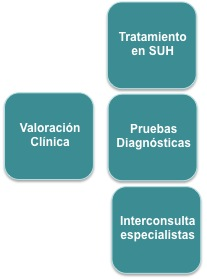 Tratamiento
en SUH
Valoración
Clínica
Pruebas
Diagnósticas
Interconsulta
especialistas